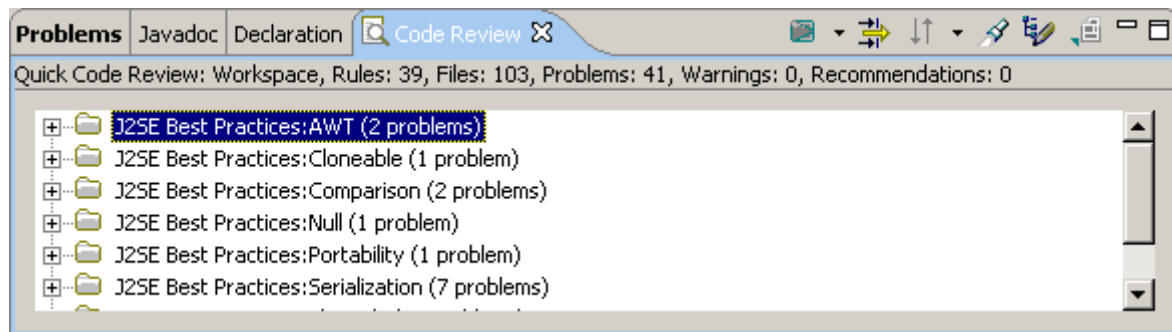 Problems Javadoc Declaration Code Review
Quick Code Review: Workspace, Rules: 39, Files: 103, Problems: 41, Warnings: 0, Recommendations: 0
J2SE Best Practices:AWT (2 problems)
J2SE Best Practices:Cloneable (1 problem)
J2SE Best Practices:Comparison (2 problems)
J2SE Best Practices:Null (1 problem)
J2SE Best Practices:Portability (1 problem)
J2SE Best Practices:Serialization (7 problems)